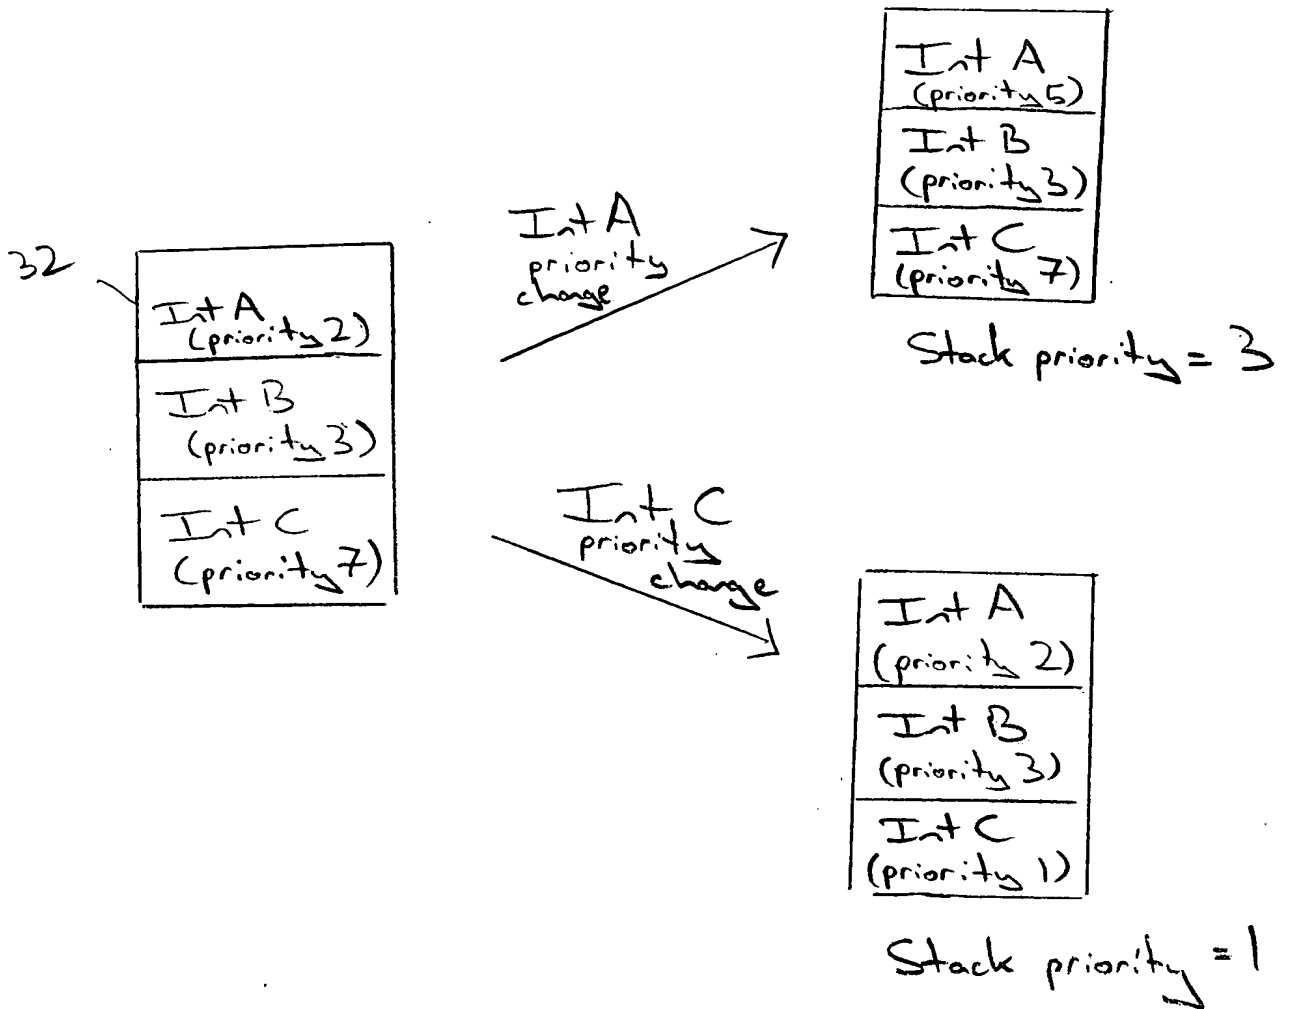 32
Int A
(priority 2)
Int B
(priority 3)
Int C
(priority 7)
Int A
priority
change
Int A
(priority 5)
Int B
(priority 3)
Int C
(priority 7)
Stack priority = 3
Int C
priority
change
Int A
(priority 2)
Int B
(priority 3)
Int C
(priority 1)
Stack priority = 1